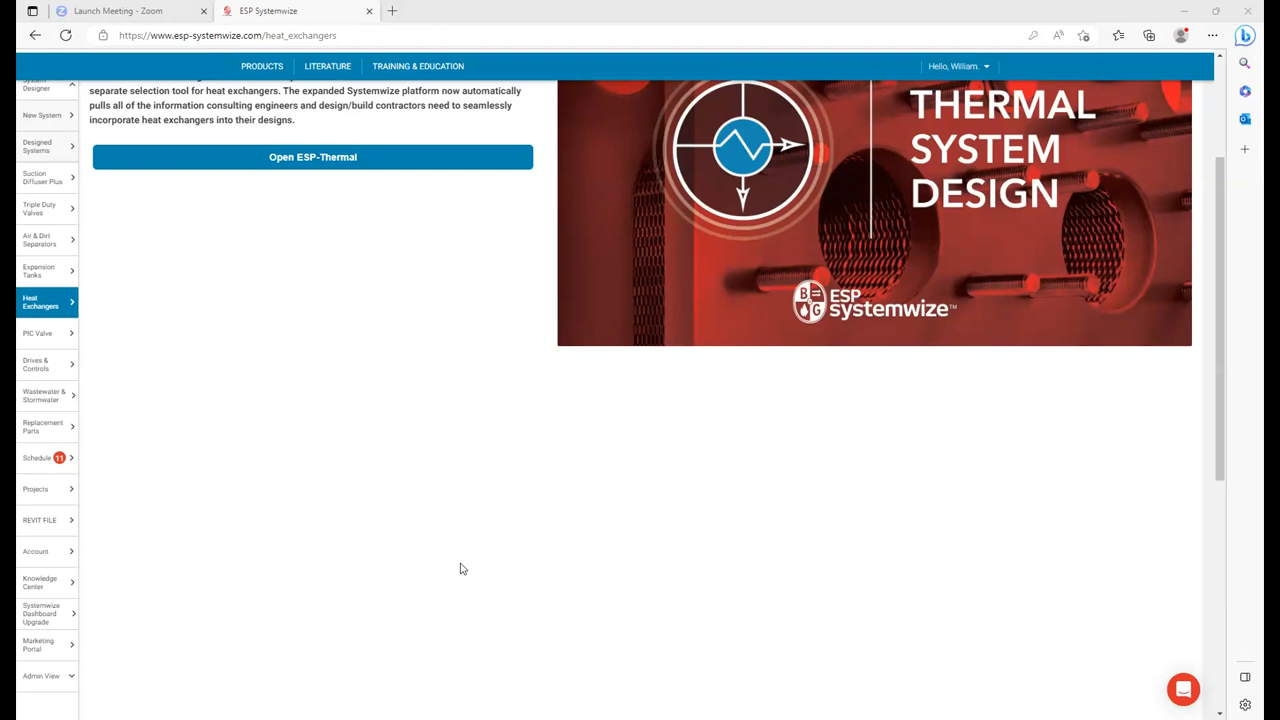 Launch Meeting - Zoom
ESP Systemwize
https://www.esp-systemwize.com/heat_exchangers
PRODUCTS
LITERATURE
TRAINING & EDUCATION
Hello, William.
System
Designer
New System
Designed
Systems
Suction
Diffuser Plus
Triple Duty
Valves
Air & Dirt
Separators
Expansion
Tanks
Heat
Exchangers
PIC Valve
Drives &
Controls
Wastewater &
Stormwater
Replacement
Parts
Schedule 11
Projects
REVIT FILE
Account
Knowledge
Center
Systemwize
Dashboard
Upgrade
Marketing
Portal
Admin View
separate selection tool for heat exchangers. The expanded Systemwize platform now automatically
pulls all of the information consulting engineers and design/build contractors need to seamlessly
incorporate heat exchangers into their designs.
Open ESP-Thermal
THERMAL
SYSTEM
DESIGN
B G
ESP
systemwize™